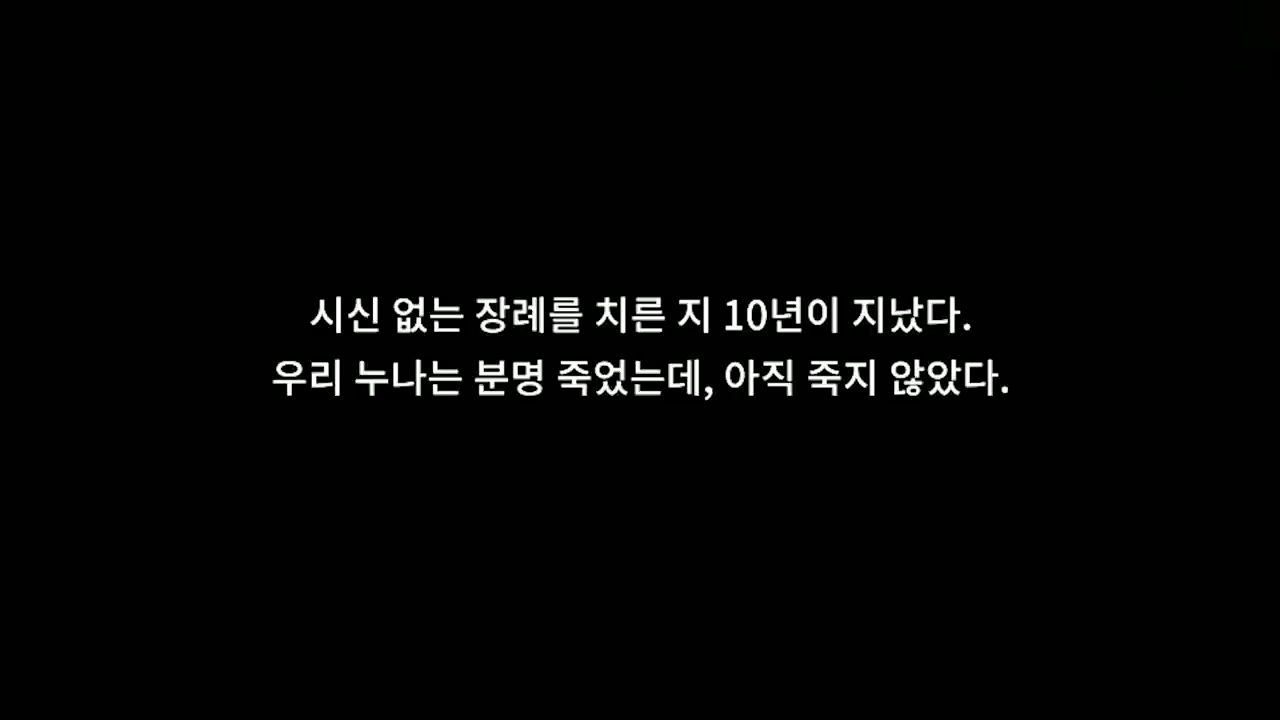 시신 없는 장례를 치른 지 10년이 지났다.
우리 누나는 분명 죽었는데, 아직 죽지 않았다.